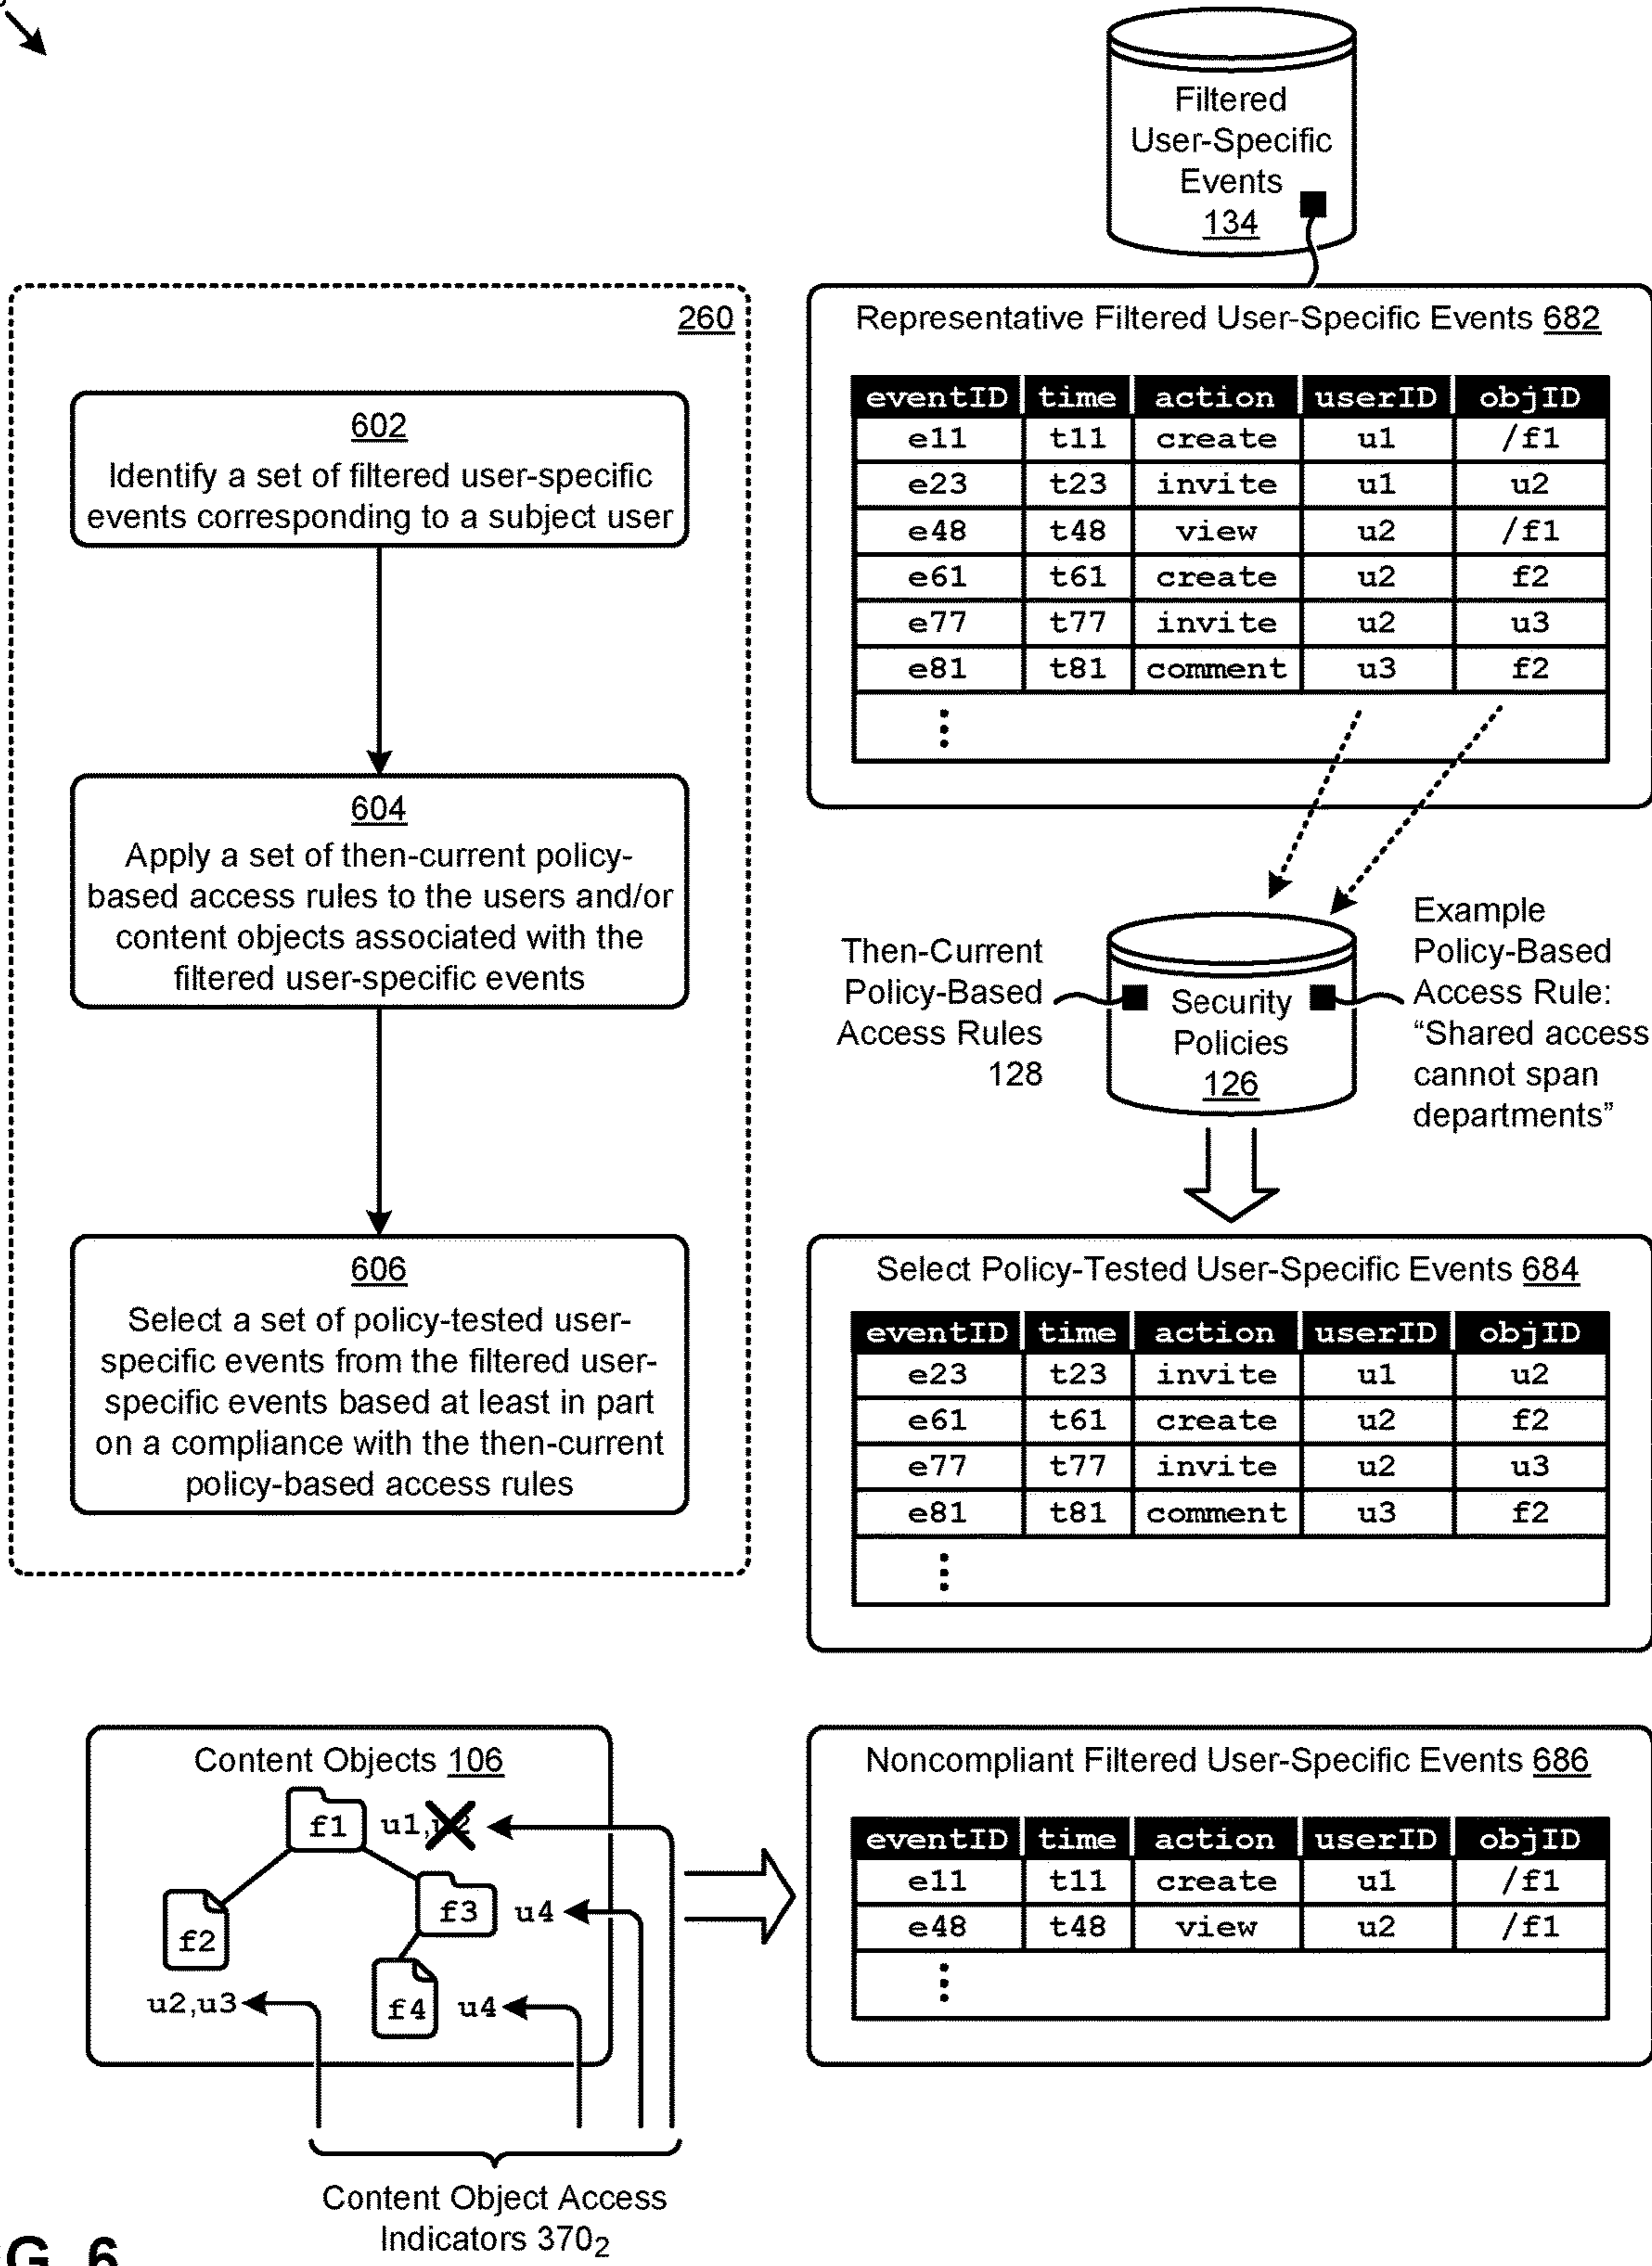 Filtered
User-Specific
Events
134
260
602
Identify a set of filtered user-specific
events corresponding to a subject user
604
Apply a set of then-current policy-
based access rules to the users and/or
content objects associated with the
filtered user-specific events
606
Select a set of policy-tested user-
specific events from the filtered user-
specific events based at least in part
on a compliance with the then-current
policy-based access rules
Representative Filtered User-Specific Events 682
eventID time action userID objID
e11 t11 create u1 /f1
e23 t23 invite u1 u2
e48 t48 view u2 /f1
e61 t61 create u2 f2
e77 t77 invite u2 u3
e81 t81 comment u3 f2
Then-Current
Policy-Based
Access Rules
128
Security
Policies
126
Example
Policy-Based
Access Rule:
“Shared access
cannot span
departments”
Select Policy-Tested User-Specific Events 684
eventID time action userID objID
e23 t23 invite u1 u2
e61 t61 create u2 f2
e77 t77 invite u2 u3
e81 t81 comment u3 f2
Content Objects 106
f1 u1,u2
f3 u4
f2
u2,u3
f4 u4
Content Object Access
Indicators 370₂
Noncompliant Filtered User-Specific Events 686
eventID time action userID objID
e11 t11 create u1 /f1
e48 t48 view u2 /f1
G. 6